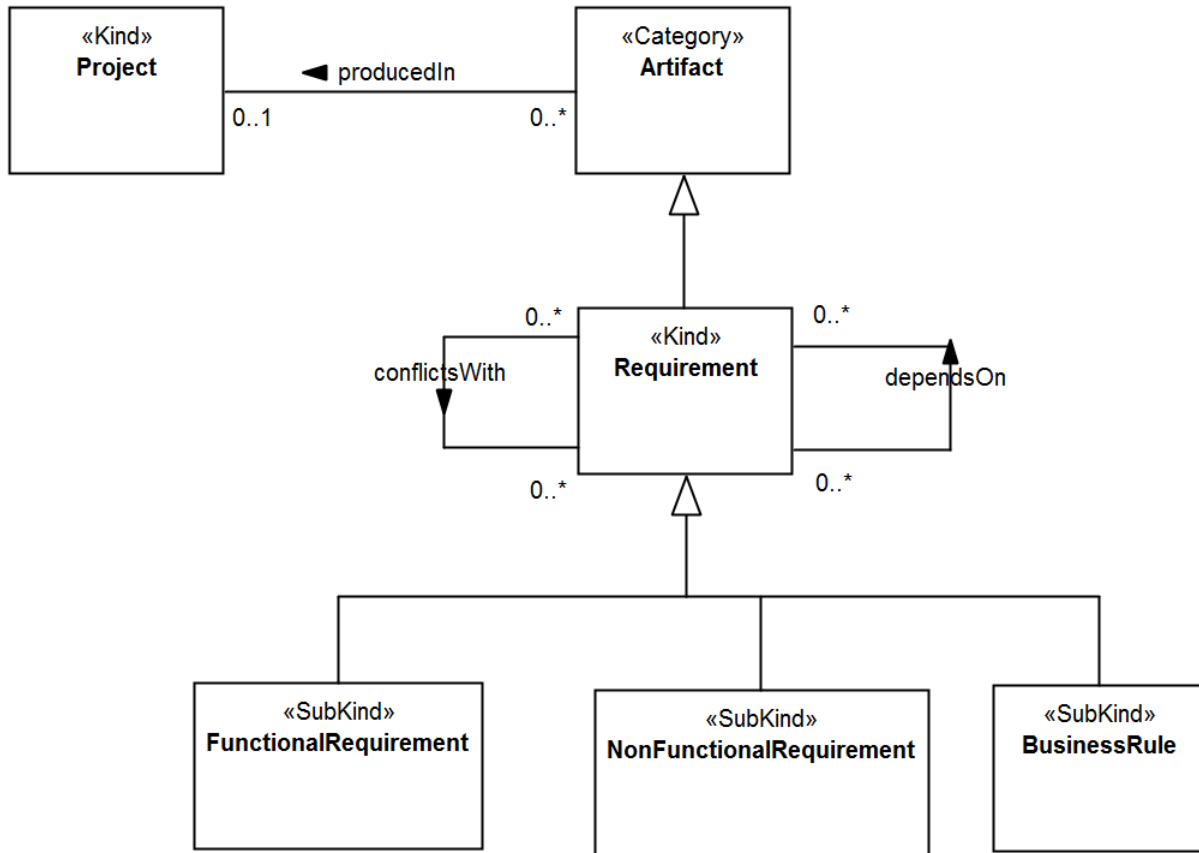 «Kind»
Project
«Category»
Artifact
producedIn
0..1
0..*
0..*
0..*
«Kind»
Requirement
conflictsWith
dependsOn
0..*
0..*
«SubKind»
FunctionalRequirement
«SubKind»
NonFunctionalRequirement
«SubKind»
BusinessRule